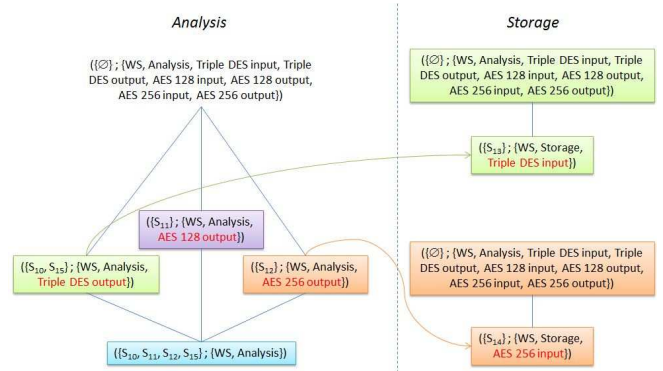 Analysis
({∅} ; {WS, Analysis, Triple DES input, Triple
DES output, AES 128 input, AES 128 output,
AES 256 input, AES 256 output})
({S11} ; {WS, Analysis,
AES 128 output})
({S10, S15} ; {WS, Analysis,
Triple DES output})
({S12} ; {WS, Analysis,
AES 256 output})
({S10, S11, S12, S15} ; {WS, Analysis})
Storage
({∅} ; {WS, Analysis, Triple DES input, Triple
DES output, AES 128 input, AES 128 output,
AES 256 input, AES 256 output})
({S13} ; {WS, Storage,
Triple DES input})
({∅} ; {WS, Analysis, Triple DES input, Triple
DES output, AES 128 input, AES 128 output,
AES 256 input, AES 256 output})
({S14} ; {WS, Storage,
AES 256 input})